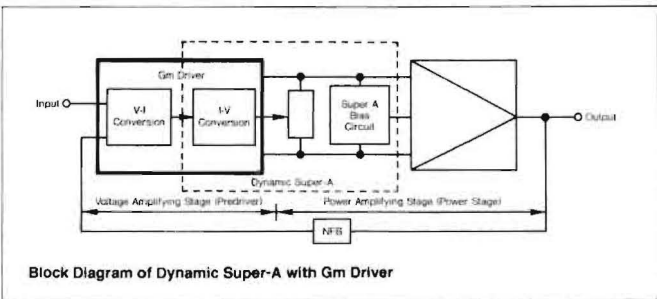 Gm Driver
Input
V-I
Conversion
I-V
Conversion
Super A
Bias
Circuit
Output
Dynamic Super-A
Voltage Amplifying Stage (Predriver)
Power Amplifying Stage (Power Stage)
NFB
Block Diagram of Dynamic Super-A with Gm Driver